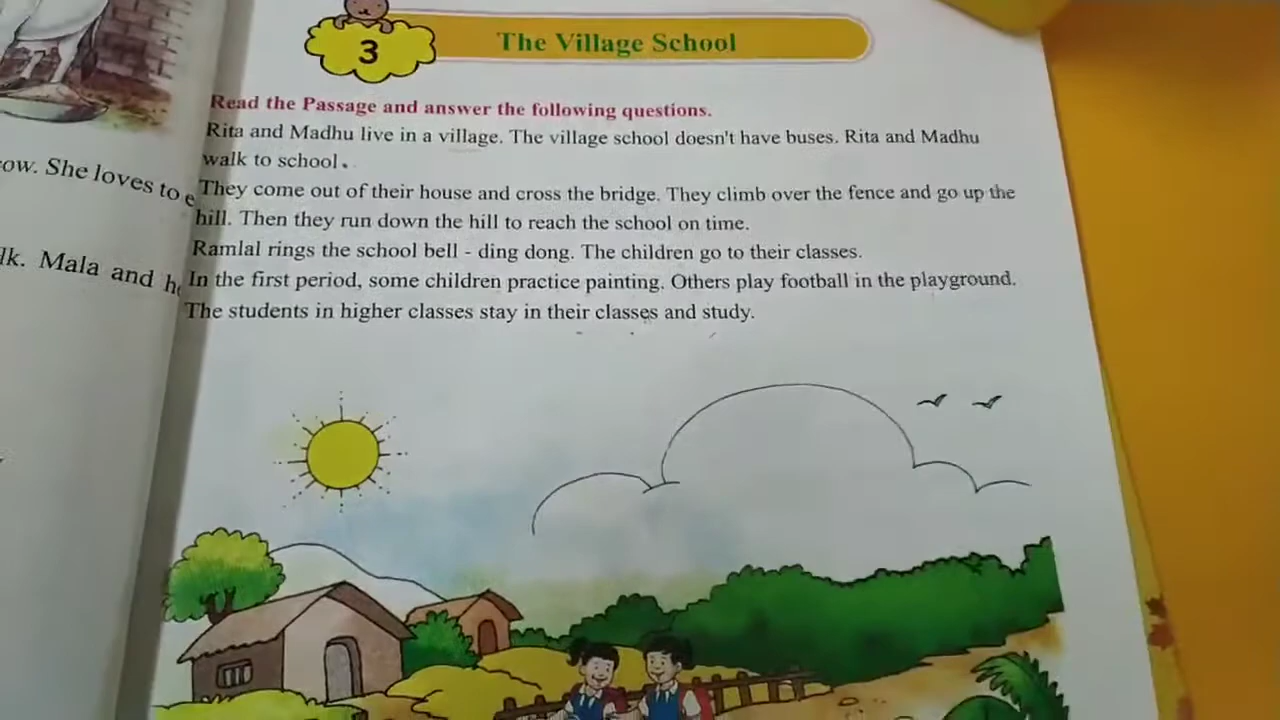 3
The Village School
Read the Passage and answer the following questions.
Rita and Madhu live in a village. The village school doesn't have buses. Rita and Madhu
walk to school.
They come out of their house and cross the bridge. They climb over the fence and go up the
hill. Then they run down the hill to reach the school on time.
Ramlal rings the school bell - ding dong. The children go to their classes.
In the first period, some children practice painting. Others play football in the playground.
The students in higher classes stay in their classes and study.
ow. She loves to
lk. Mala and